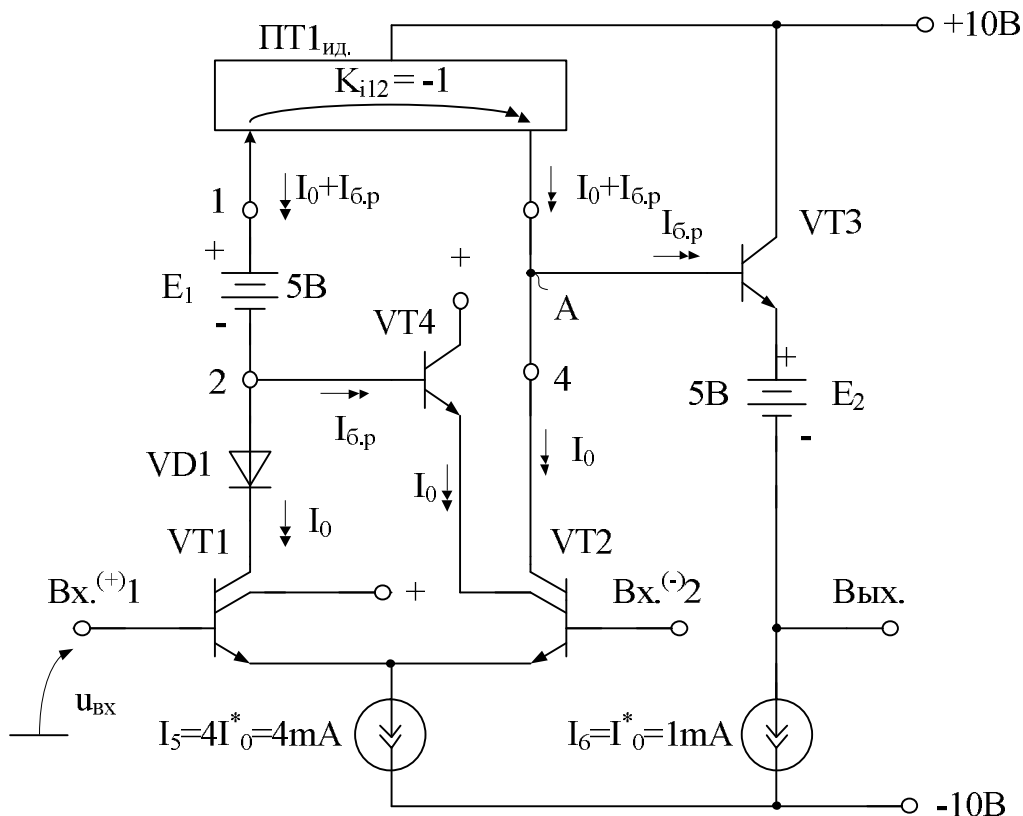 ПТ1ид.
+10В
Ki12 = -1
1
I0+Iб.р
I0+Iб.р
VT3
Iб.р
+
E1
5В
-
+
A
VT4
2
4
5В
+
E2
-
Iб.р
VD1
I0
I0
I0
VT1
VT2
Вх.(+)1
+
Вх.(-)2
Вых.
uвх
I5=4I*0=4mA
I6=I*0=1mA
-10В